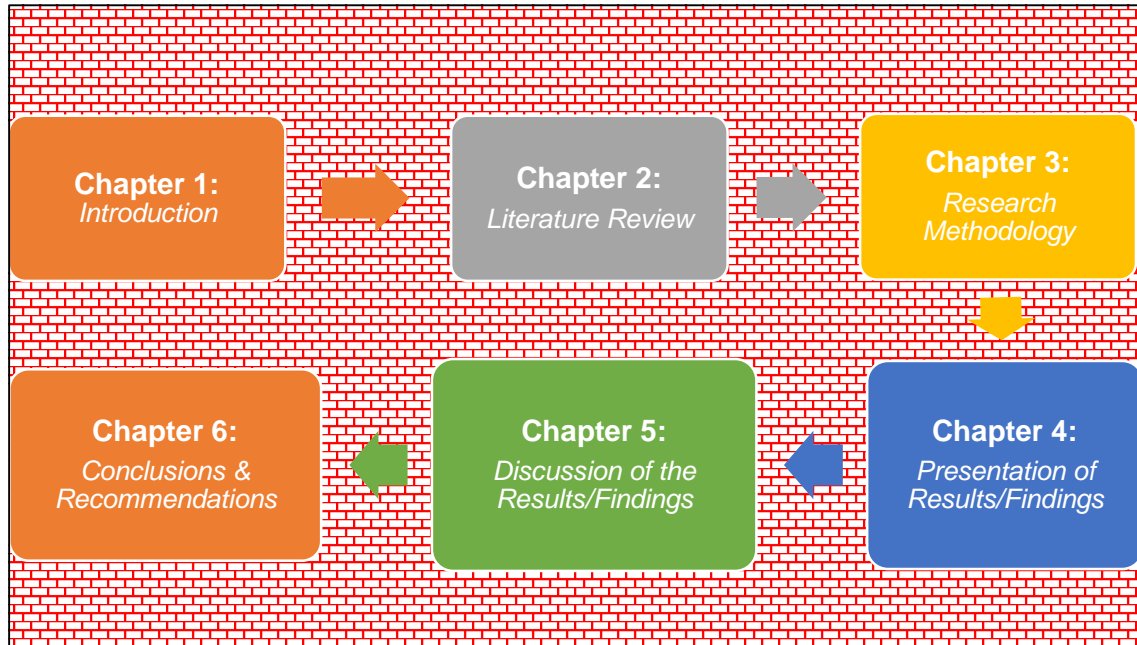 Chapter 1:
Introduction
Chapter 2:
Literature Review
Chapter 3:
Research
Methodology
Chapter 4:
Presentation of
Results/Findings
Chapter 5:
Discussion of the
Results/Findings
Chapter 6:
Conclusions &
Recommendations